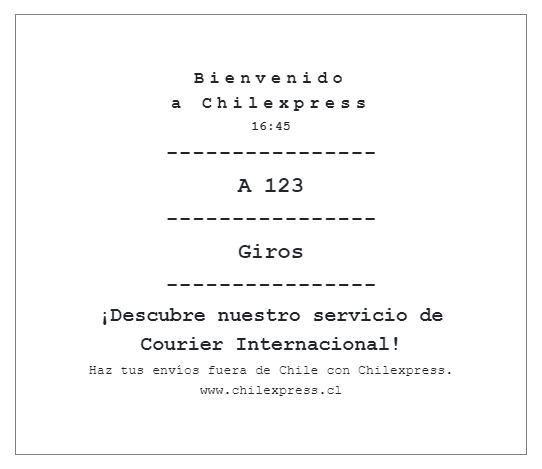 Bienvenido
a Chilexpress
16:45
----------------
A 123
----------------
Giros
----------------
¡Descubre nuestro servicio de
Courier Internacional!
Haz tus envíos fuera de Chile con Chilexpress.
www.chilexpress.cl